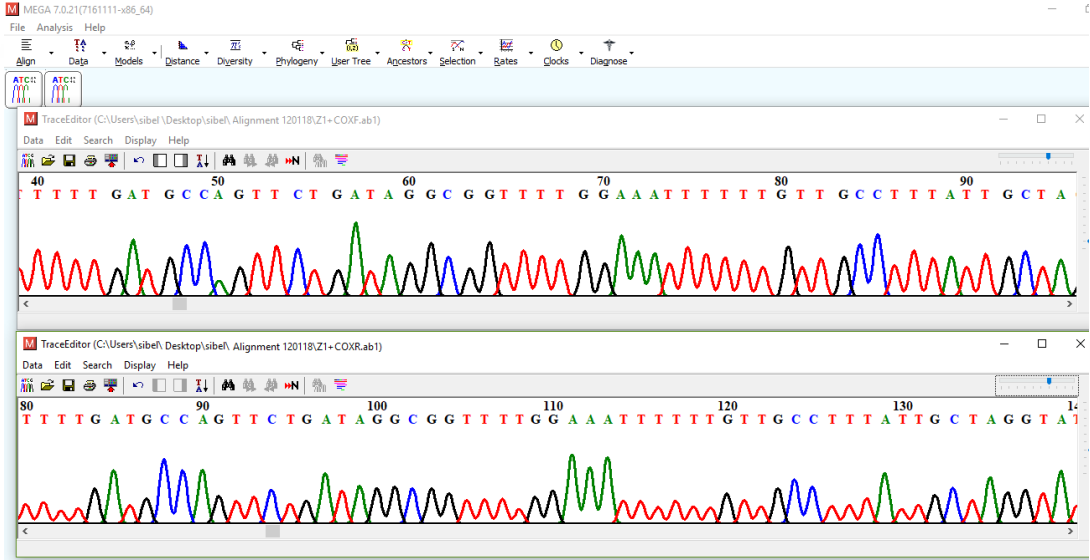 MEGA 7.0.21(7161111-x86_64)
File Analysis Help
Align Data Models Distance Diversity Phylogeny User Tree Ancestors Selection Rates Clocks Diagnose
TraceEditor (C:\Users\sibel \Desktop\sibel\ Alignment 120118\Z1+COXF.ab1)
Data Edit Search Display Help
40 50 60 70 80 90
T T T T G A T G C C A G T T C T G A T A G G C G G T T T T G G A A A T T T T T T G T T G C C T T T A T T G C T A
TraceEditor (C:\Users\sibel\ Desktop\sibel\ Alignment 120118\Z1+COXR.ab1)
Data Edit Search Display Help
80 90 100 110 120 130 14
T T T T G A T G C C A G T T C T G A T A G G C G G T T T T G G A A A T T T T T T G T T G C C T T T A T T G C T A G G T A T